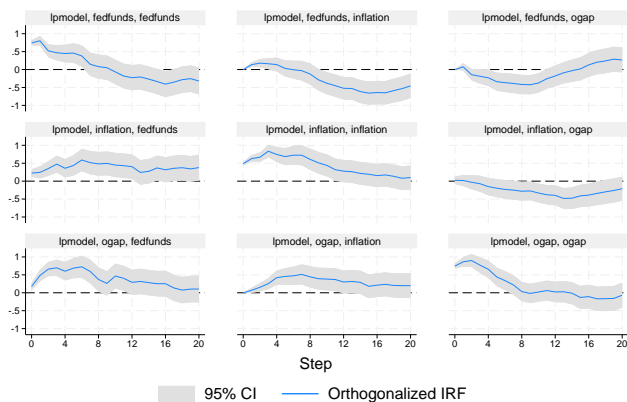 lpmodel, fedfunds, fedfunds
lpmodel, fedfunds, inflation
lpmodel, fedfunds, ogap
1
.5
0
-.5
-1
lpmodel, inflation, fedfunds
lpmodel, inflation, inflation
lpmodel, inflation, ogap
1
.5
0
-.5
-1
lpmodel, ogap, fedfunds
lpmodel, ogap, inflation
lpmodel, ogap, ogap
1
.5
0
-.5
-1
0 4 8 12 16 20
0 4 8 12 16 20
0 4 8 12 16 20
Step
95% CI
Orthogonalized IRF